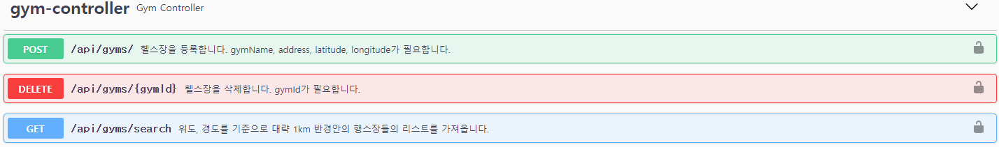 gym-controller Gym Controller
POST /api/gyms/ 헬스장을 등록합니다. gymName, address, latitude, longitude가 필요합니다.
DELETE /api/gyms/{gymId} 헬스장을 삭제합니다. gymId가 필요합니다.
GET /api/gyms/search 위도, 경도를 기준으로 대략 1km 반경안의 행스장들의 리스트를 가져옵니다.